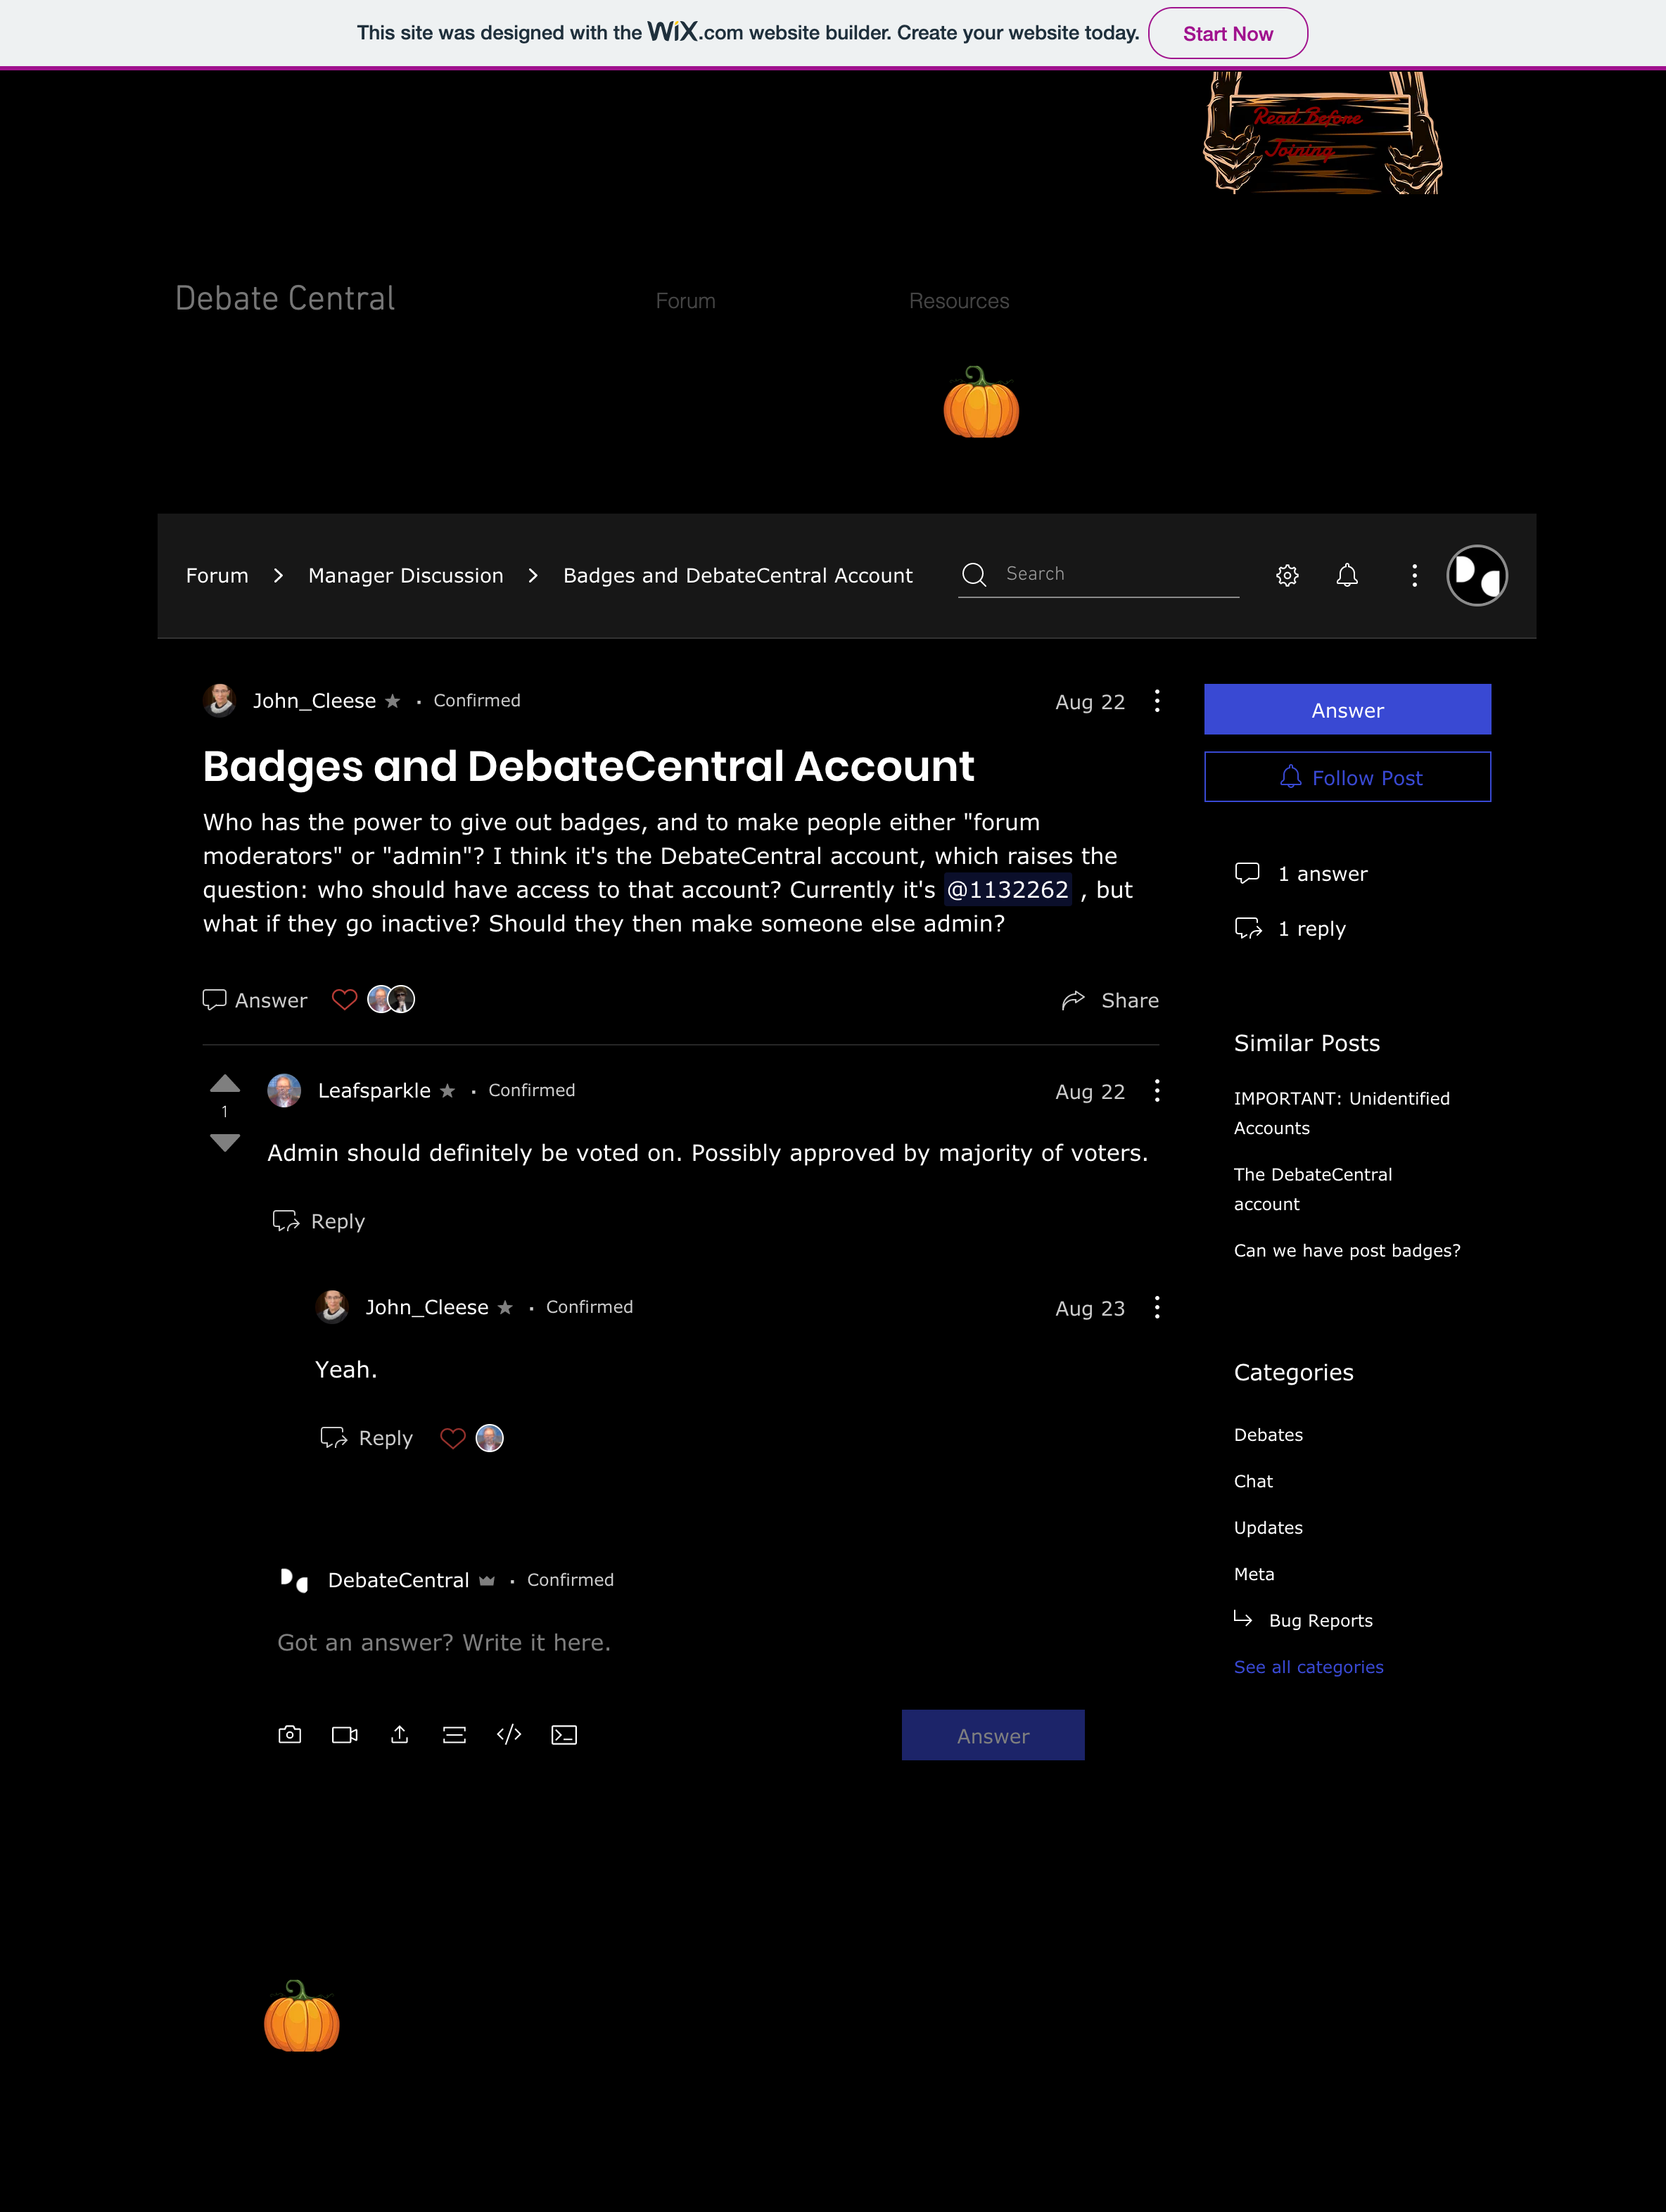 This site was designed with the WiX.com website builder. Create your website today.
Start Now
Read Before
Joining
Debate Central
Forum
Resources
Forum
Manager Discussion
Badges and DebateCentral Account
Search
John_Cleese
Confirmed
Aug 22
Answer
Badges and DebateCentral Account
Follow Post
Who has the power to give out badges, and to make people either "forum
moderators" or "admin"? I think it's the DebateCentral account, which raises the
question: who should have access to that account? Currently it's @1132262 , but
what if they go inactive? Should they then make someone else admin?
1 answer
1 reply
Answer
Share
Similar Posts
IMPORTANT: Unidentified
Accounts
The DebateCentral
account
Can we have post badges?
1
Leafsparkle
Confirmed
Aug 22
Admin should definitely be voted on. Possibly approved by majority of voters.
Reply
John_Cleese
Confirmed
Aug 23
Yeah.
Reply
Categories
Debates
Chat
Updates
Meta
Bug Reports
See all categories
DebateCentral
Confirmed
Got an answer? Write it here.
Answer